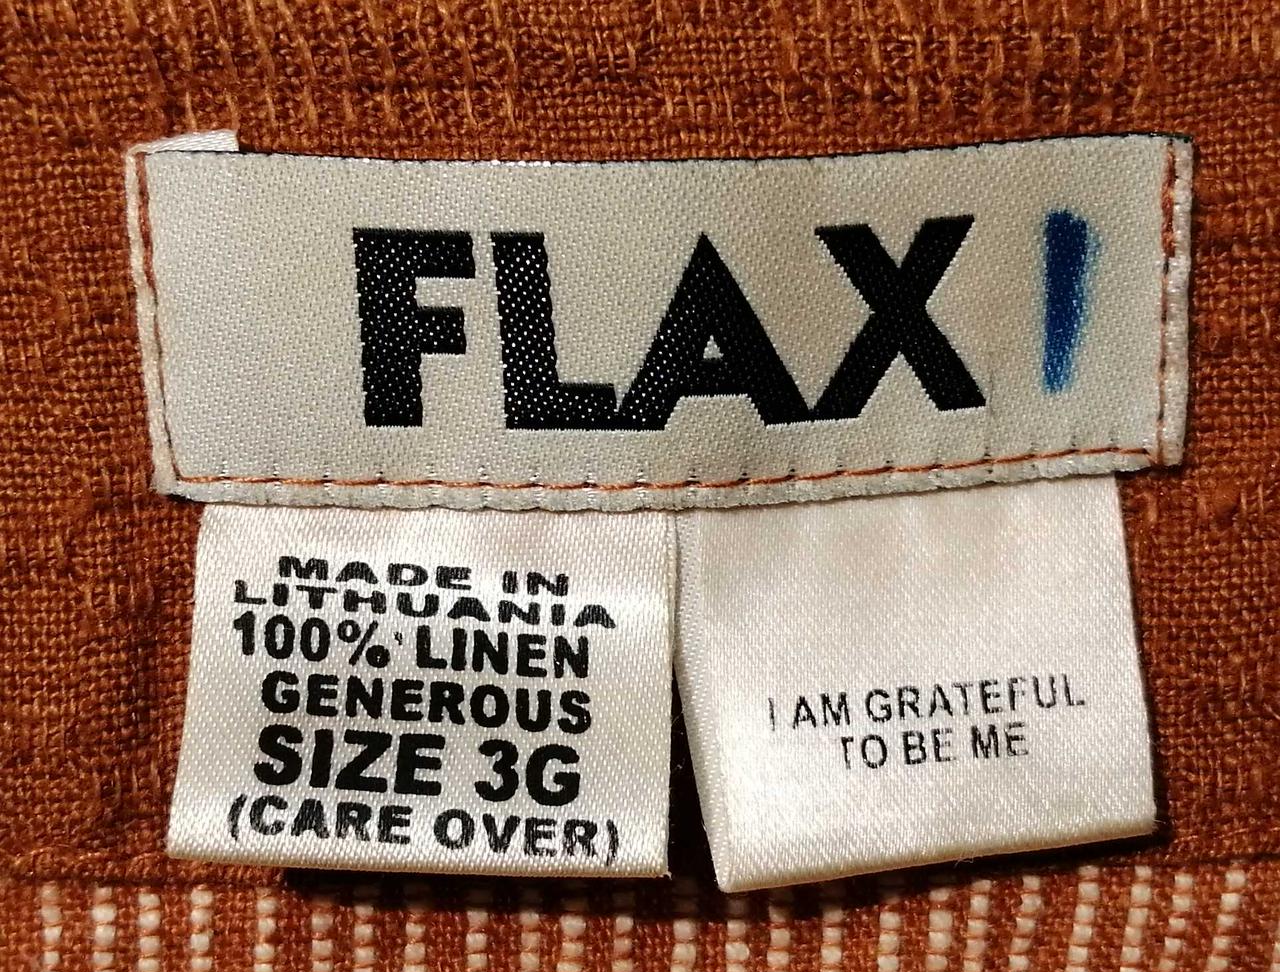 FLAX
MADE IN
LITHUANIA
100% LINEN
GENEROUS
SIZE 3G
(CARE OVER)
I AM GRATEFUL
TO BE ME